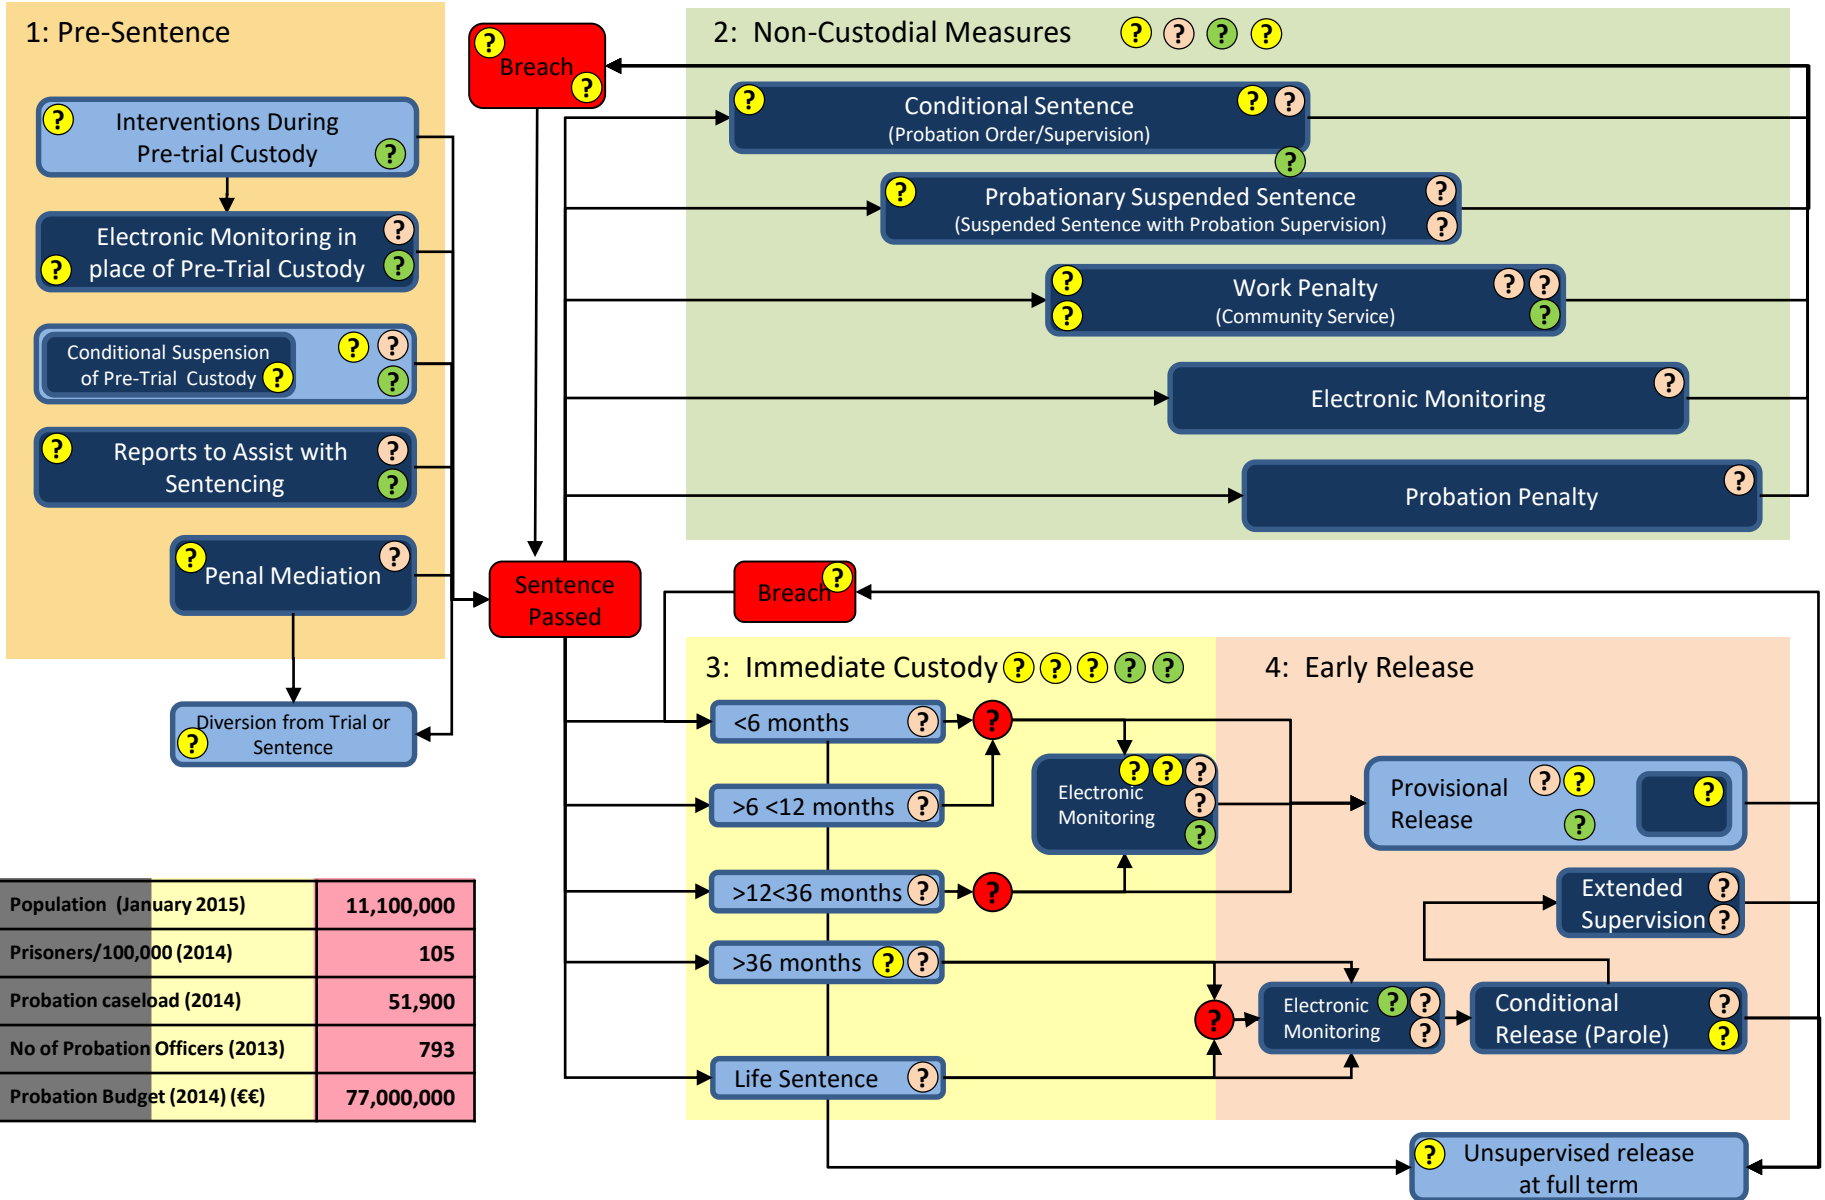 1: Pre-Sentence
? Interventions During
Pre-trial Custody ?
Electronic Monitoring in ?
? place of Pre-Trial Custody ?
Conditional Suspension ? ?
of Pre-Trial Custody ? ?
? Reports to Assist with ?
Sentencing ?
? ?
Penal Mediation
Diversion from Trial or
? Sentence
?
Breach
?
Sentence
Passed
2: Non-Custodial Measures ? ? ? ?
? Conditional Sentence ? ?
(Probation Order/Supervision)
?
? Probationary Suspended Sentence ?
(Suspended Sentence with Probation Supervision) ?
? Work Penalty ? ?
? (Community Service) ?
?
Electronic Monitoring
?
Probation Penalty
Breach ?
3: Immediate Custody ? ? ? ? ?
<6 months ? ?
>6 <12 months ?
>12<36 months ? ?
>36 months ? ?
Life Sentence ?
? ? ?
Electronic ?
Monitoring ?
4: Early Release
Provisional ? ? ?
Release ?
Extended ?
Supervision ?
?
Electronic ? ?
Monitoring ?
Conditional ?
Release (Parole) ?
? Unsupervised release
at full term
Population (January 2015) 11,100,000
Prisoners/100,000 (2014) 105
Probation caseload (2014) 51,900
No of Probation Officers (2013) 793
Probation Budget (2014) (€€) 77,000,000